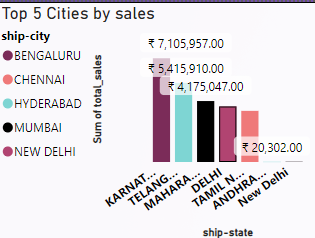 Top 5 Cities by sales
ship-city
BENGALURU
CHENNAI
HYDERABAD
MUMBAI
NEW DELHI
Sum of total_sales
₹ 7,105,957.00
₹ 5,415,910.00
₹ 4,175,047.00
₹ 20,302.00
KARNAT...
TELANG...
MAHARA...
DELHI
TAMIL N...
ANDHRA...
New Delhi
ship-state